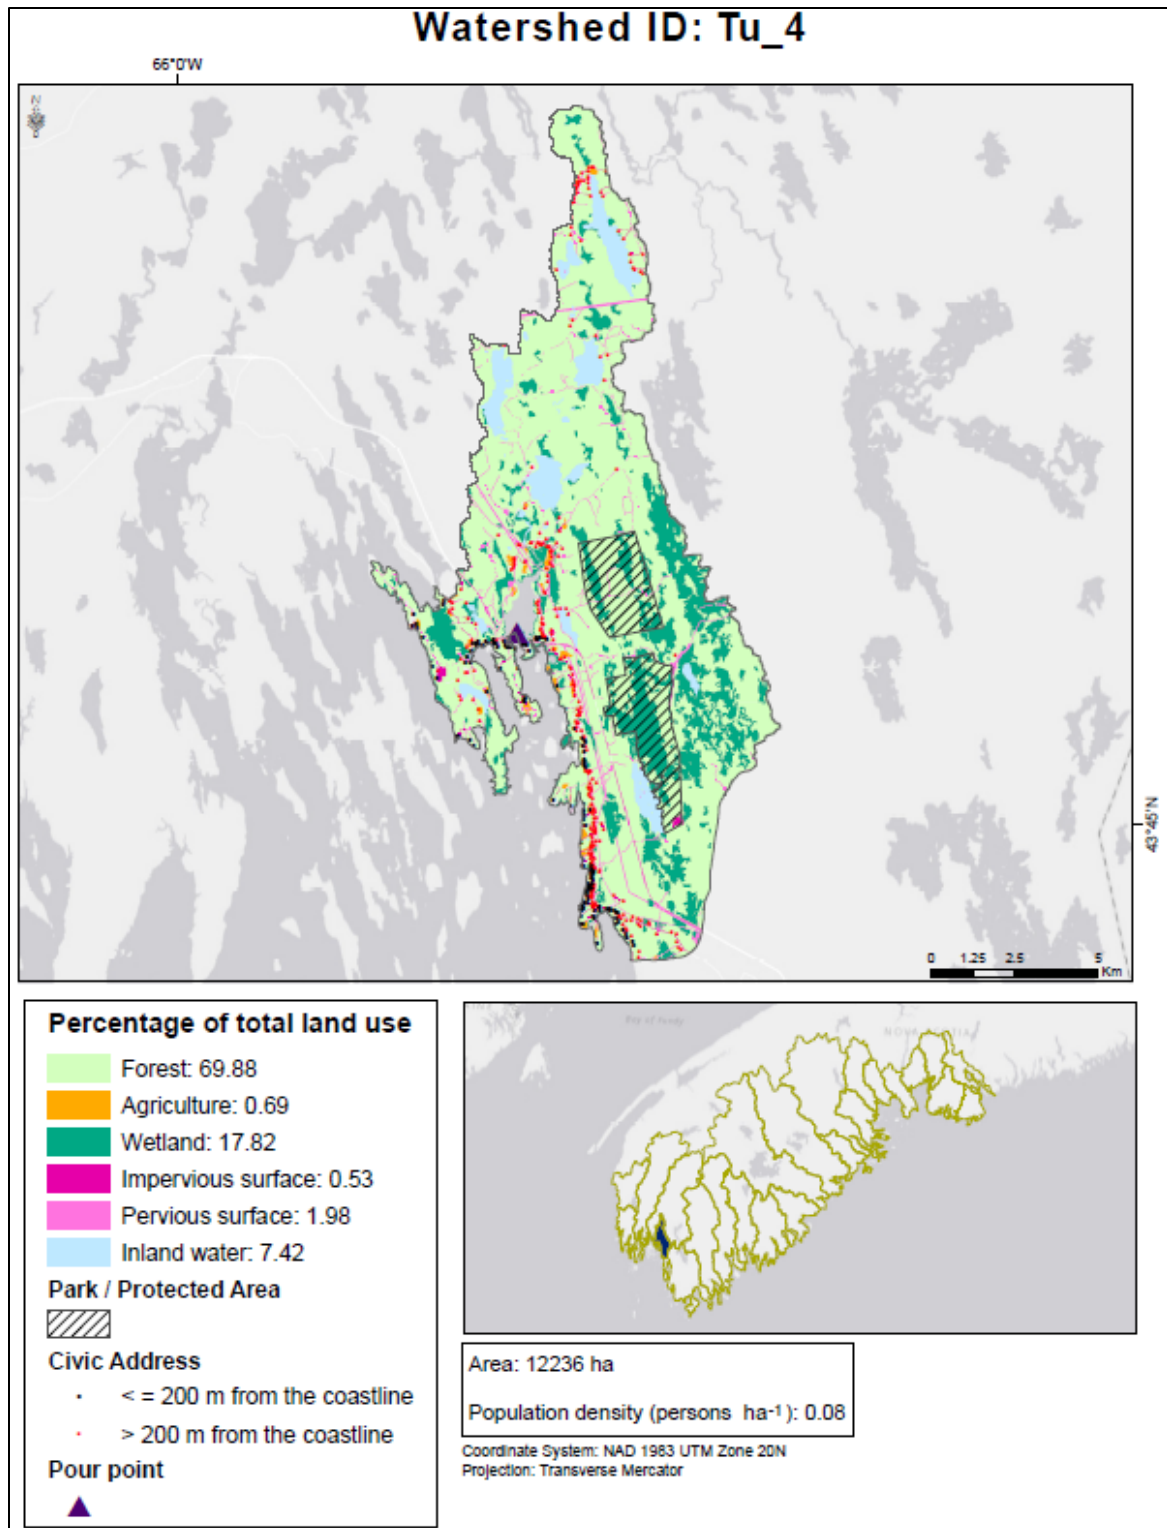 Watershed ID: Tu_4
66°0'W
N
43°45'N
0 1.25 2.5 5
Km
Percentage of total land use
Forest: 69.88
Agriculture: 0.69
Wetland: 17.82
Impervious surface: 0.53
Pervious surface: 1.98
Inland water: 7.42
Park / Protected Area
Civic Address
< = 200 m from the coastline
> 200 m from the coastline
Pour point
Bay of Fundy
Area: 12236 ha
Population density (persons ha-1): 0.08
Coordinate System: NAD 1983 UTM Zone 20N
Projection: Transverse Mercator